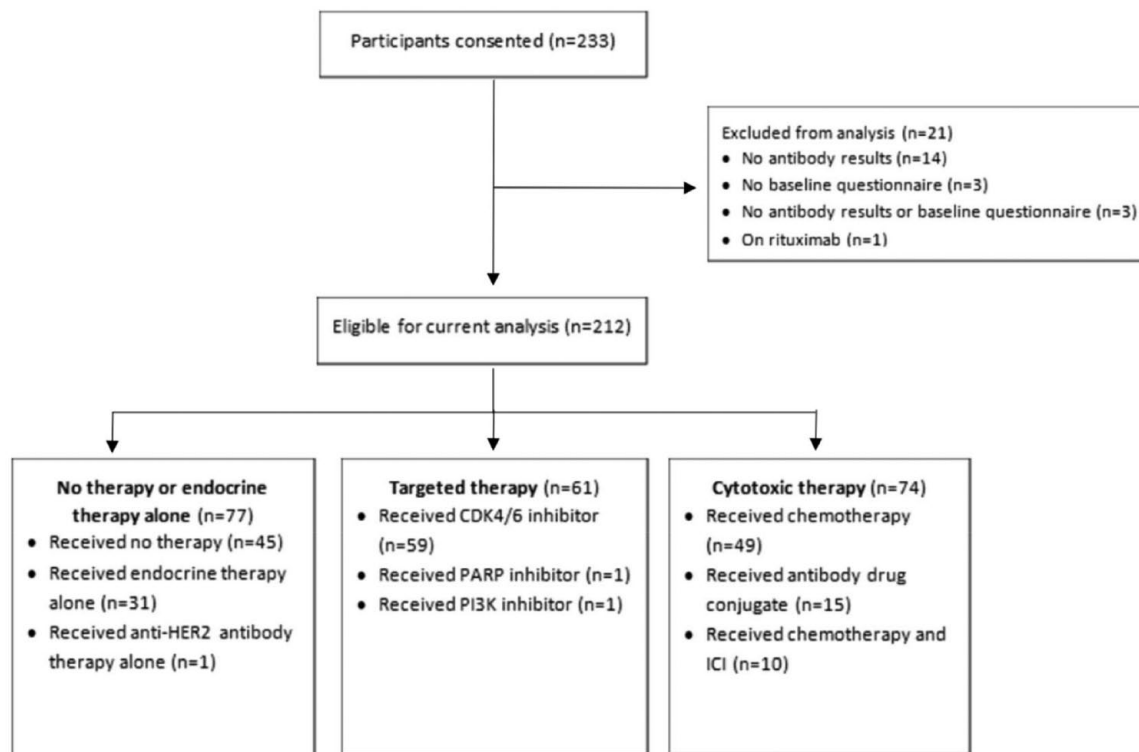 Participants consented (n=233)
Excluded from analysis (n=21)
• No antibody results (n=14)
• No baseline questionnaire (n=3)
• No antibody results or baseline questionnaire (n=3)
• On rituximab (n=1)
Eligible for current analysis (n=212)
No therapy or endocrine
therapy alone (n=77)
• Received no therapy (n=45)
• Received endocrine therapy
alone (n=31)
• Received anti-HER2 antibody
therapy alone (n=1)
Targeted therapy (n=61)
• Received CDK4/6 inhibitor
(n=59)
• Received PARP inhibitor (n=1)
• Received PI3K inhibitor (n=1)
Cytotoxic therapy (n=74)
• Received chemotherapy
(n=49)
• Received antibody drug
conjugate (n=15)
• Received chemotherapy and
ICI (n=10)